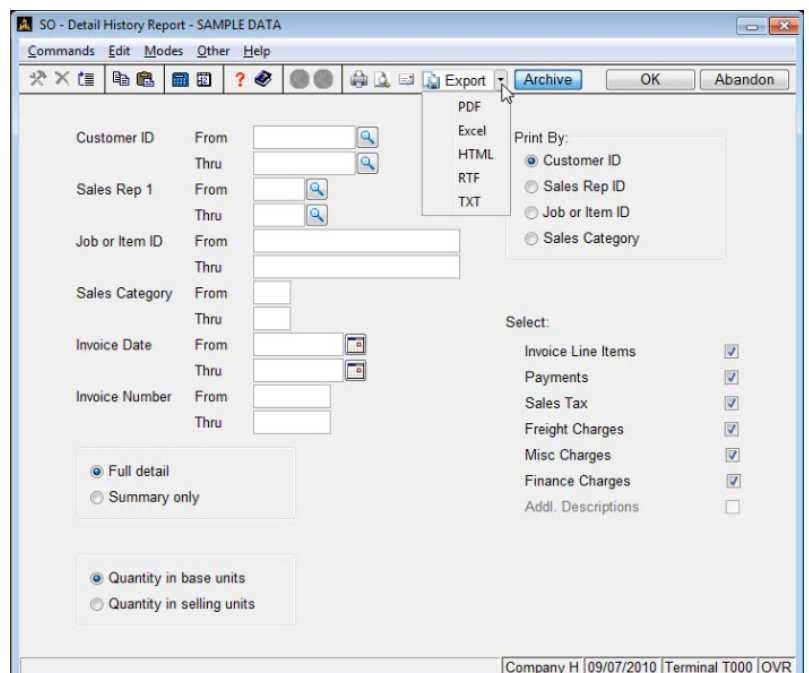 SO - Detail History Report - SAMPLE DATA
Commands Edit Modes Other Help
? Export Archive OK Abandon
PDF
Excel
HTML
RTF
TXT
Customer ID From
Thru
Sales Rep 1 From
Thru
Job or Item ID From
Thru
Sales Category From
Thru
Invoice Date From
Thru
Invoice Number From
Thru
Full detail
Summary only
Quantity in base units
Quantity in selling units
Print By:
Customer ID
Sales Rep ID
Job or Item ID
Sales Category
Select:
Invoice Line Items
Payments
Sales Tax
Freight Charges
Misc Charges
Finance Charges
Addl. Descriptions
Company H 09/07/2010 Terminal T000 OVR